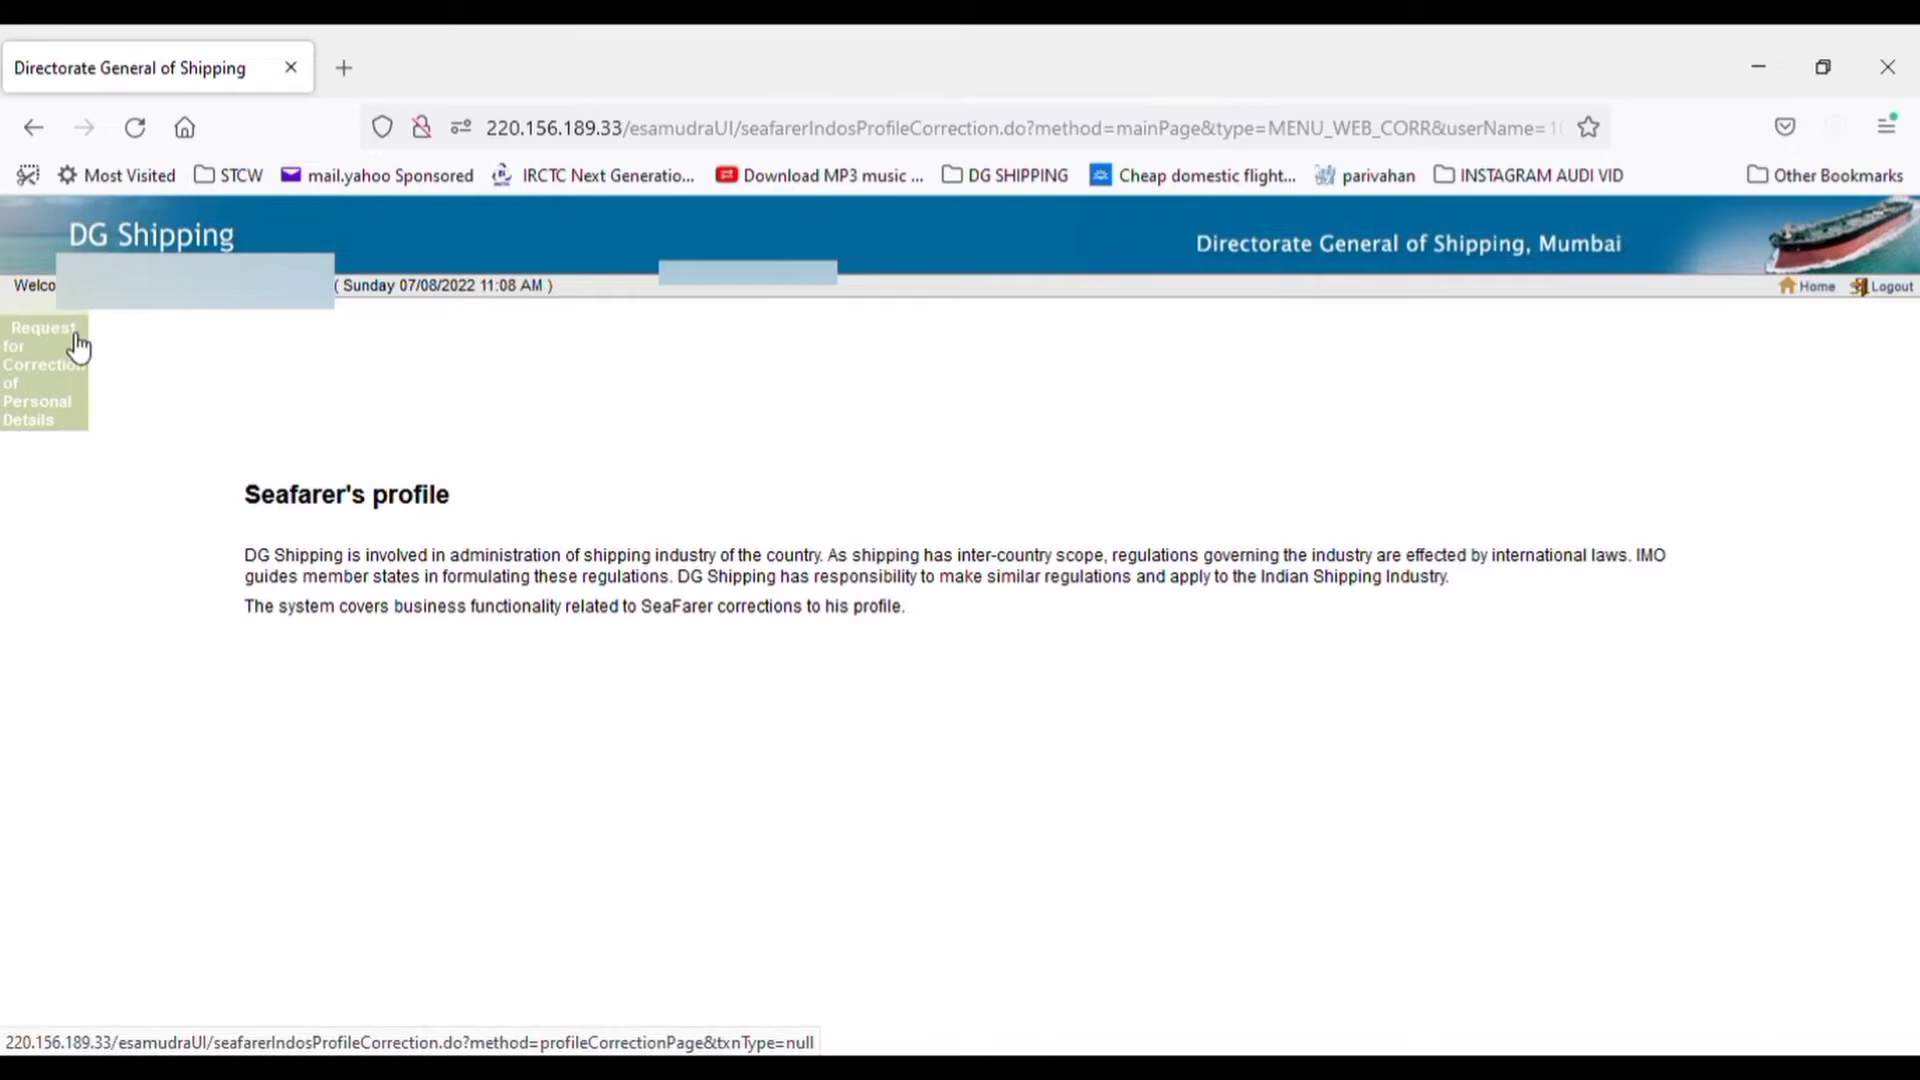 Directorate General of Shipping
220.156.189.33/esamudraUI/seafarerIndosProfileCorrection.do?method=mainPage&type=MENU_WEB_CORR&userName=1
Most Visited STCW mail.yahoo Sponsored IRCTC Next Generatio... Download MP3 music ... DG SHIPPING Cheap domestic flight... parivahan INSTAGRAM AUDI VID Other Bookmarks
DG Shipping
Directorate General of Shipping, Mumbai
Welco ( Sunday 07/08/2022 11:08 AM ) Home Logout
Request
for
Correction
of
Personal
Details
Seafarer's profile
DG Shipping is involved in administration of shipping industry of the country. As shipping has inter-country scope, regulations governing the industry are effected by international laws. IMO
guides member states in formulating these regulations. DG Shipping has responsibility to make similar regulations and apply to the Indian Shipping Industry.
The system covers business functionality related to SeaFarer corrections to his profile.
220.156.189.33/esamudraUI/seafarerIndosProfileCorrection.do?method=profileCorrectionPage&txnType=null